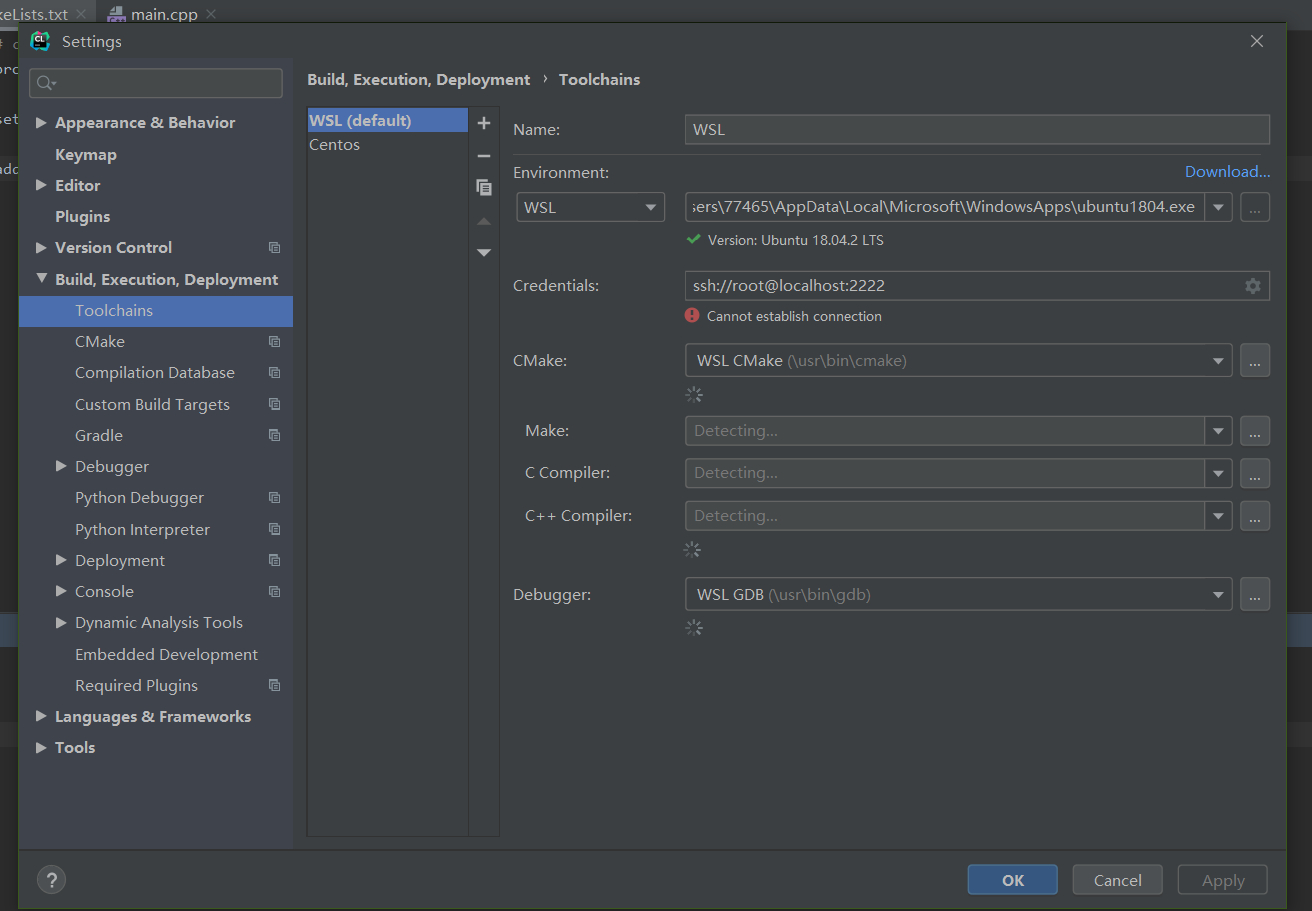 keLists.txt main.cpp
Settings
Build, Execution, Deployment › Toolchains
Appearance & Behavior
Keymap
Editor
Plugins
Version Control
Build, Execution, Deployment
Toolchains
CMake
Compilation Database
Custom Build Targets
Gradle
Debugger
Python Debugger
Python Interpreter
Deployment
Console
Dynamic Analysis Tools
Embedded Development
Required Plugins
Languages & Frameworks
Tools
WSL (default)
Centos
Name: WSL
Environment: Download...
WSL sers\77465\AppData\Local\Microsoft\WindowsApps\ubuntu1804.exe ...
Version: Ubuntu 18.04.2 LTS
Credentials: ssh://root@localhost:2222
Cannot establish connection
CMake: WSL CMake (\usr\bin\cmake) ...
Make: Detecting... ...
C Compiler: Detecting... ...
C++ Compiler: Detecting... ...
Debugger: WSL GDB (\usr\bin\gdb) ...
? OK Cancel Apply